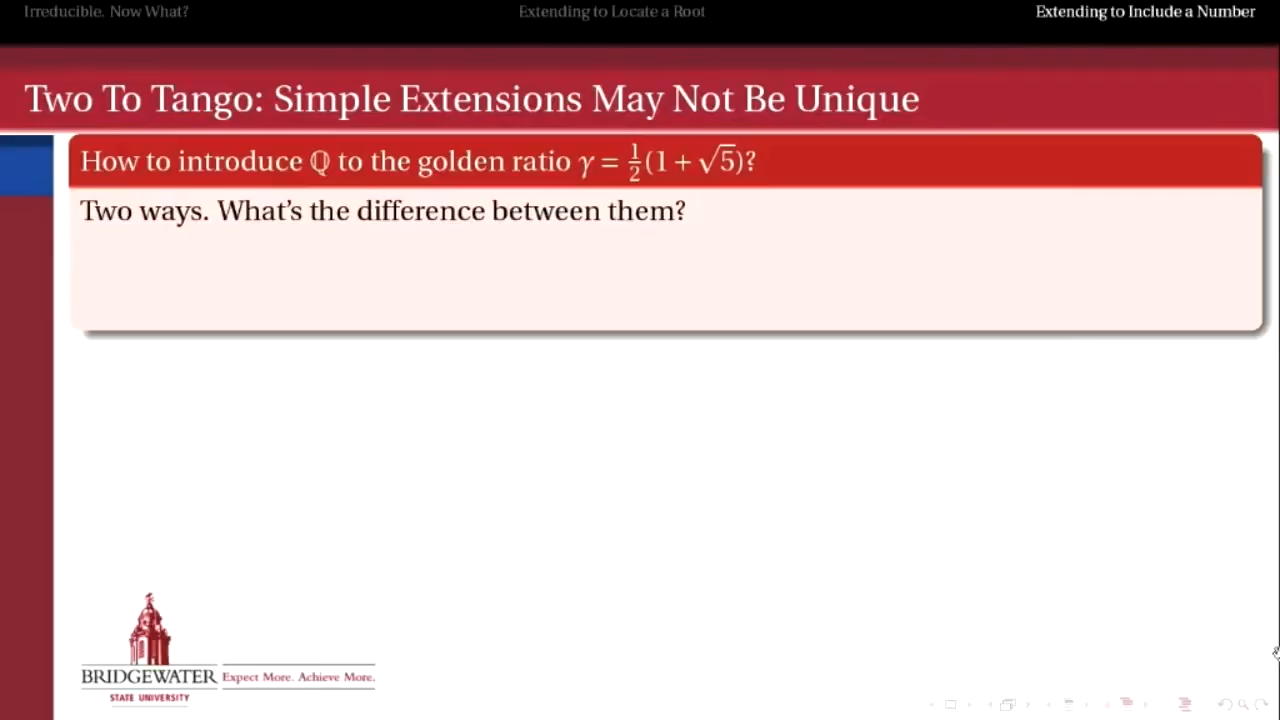 Irreducible. Now What? Extending to Locate a Root Extending to Include a Number
Two To Tango: Simple Extensions May Not Be Unique
How to introduce ℚ to the golden ratio γ = 1/2(1 + √5)?
Two ways. What's the difference between them?
BRIDGEWATER Expect More. Achieve More.
STATE UNIVERSITY